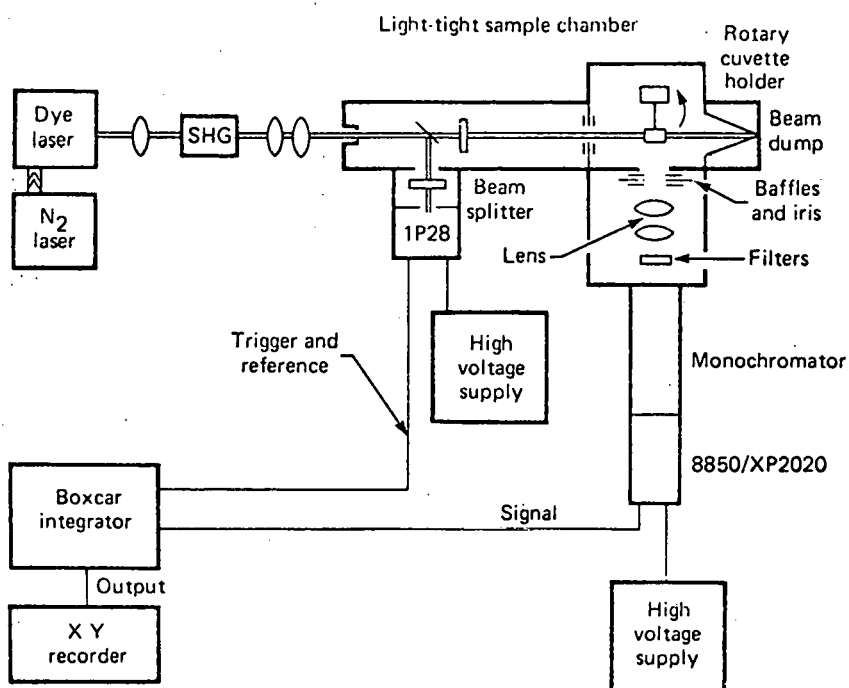 Light-tight sample chamber
Rotary
cuvette
holder
Dye
laser
SHG
Beam
dump
N2
laser
Beam
splitter
1P28
Baffles
and iris
Lens
Filters
Trigger and
reference
High
voltage
supply
Monochromator
8850/XP2020
Boxcar
integrator
Signal
Output
X Y
recorder
High
voltage
supply